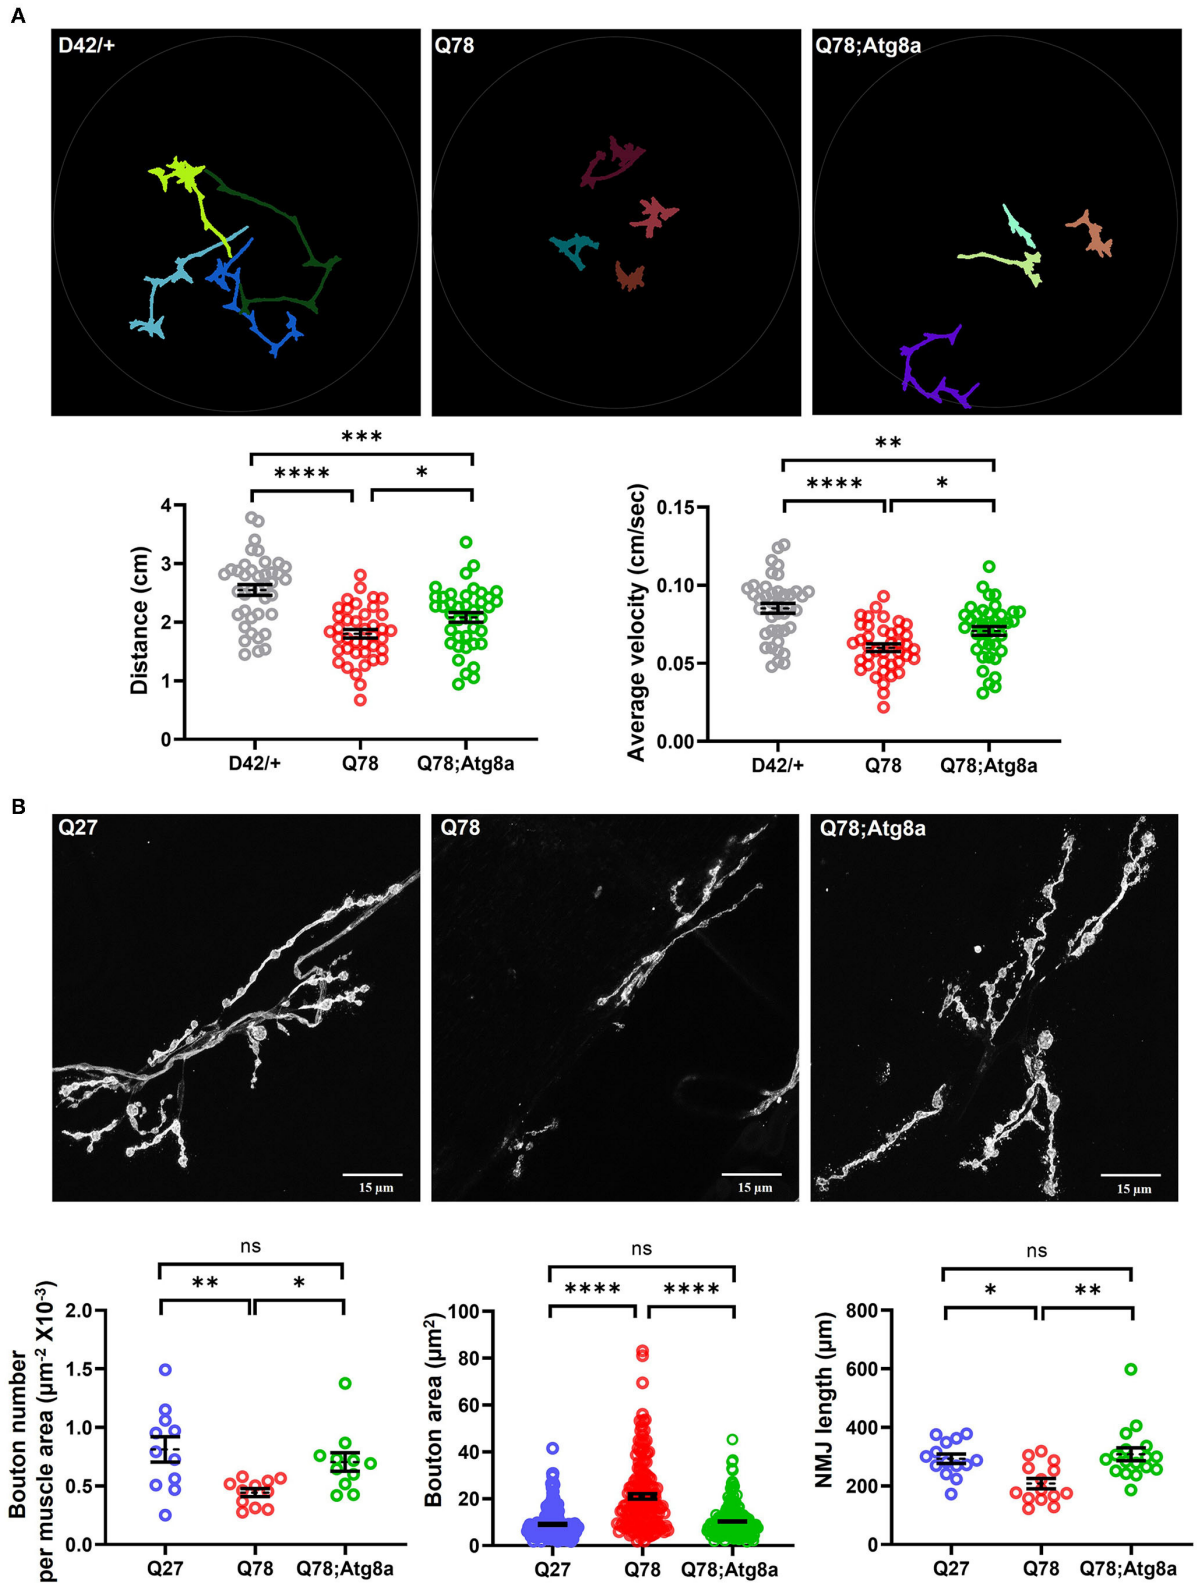 A
D42/+
Q78
Q78;Atg8a
***
****
*
4
3
2
1
0
Distance (cm)
D42/+
Q78
Q78;Atg8a
**
****
*
0.15
0.10
0.05
0.00
Average velocity (cm/sec)
D42/+
Q78
Q78;Atg8a
B
Q27
Q78
Q78;Atg8a
15 µm
15 µm
15 µm
ns
**
*
2.0
1.5
1.0
0.5
0.0
Bouton number
per muscle area (µm⁻² X10⁻³)
Q27
Q78
Q78;Atg8a
ns
****
****
100
80
60
40
20
0
Bouton area (µm²)
Q27
Q78
Q78;Atg8a
ns
*
**
800
600
400
200
0
NMJ length (µm)
Q27
Q78
Q78;Atg8a